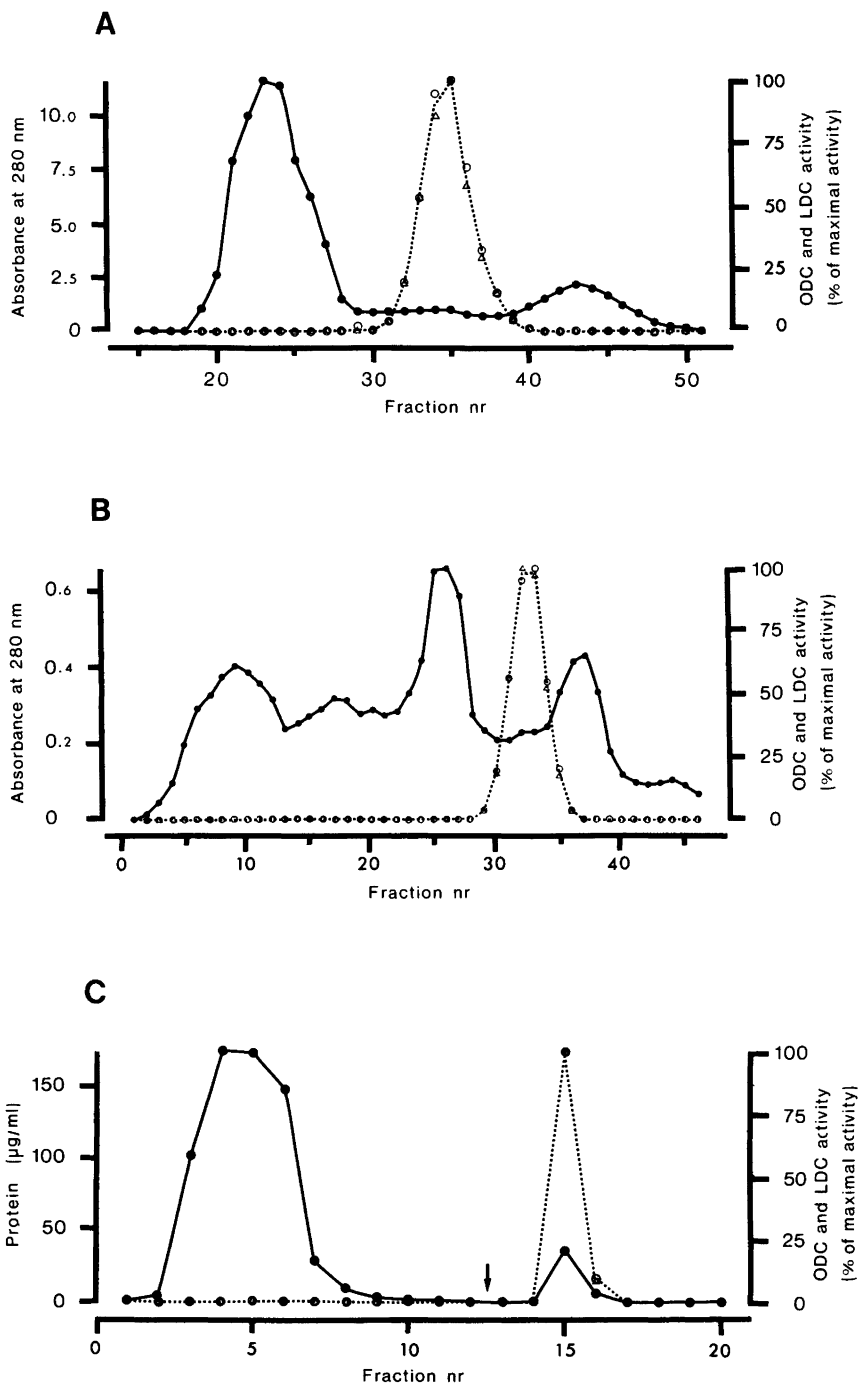 A
Absorbance at 280 nm
10.0
7.5
5.0
2.5
0
100
75
50
25
0
ODC and LDC activity
(% of maximal activity)
20
30
40
50
Fraction nr
B
Absorbance at 280 nm
0.6
0.4
0.2
0
100
75
50
25
0
ODC and LDC activity
(% of maximal activity)
0
10
20
30
40
Fraction nr
C
Protein (µg/ml)
150
100
50
0
100
75
50
25
0
ODC and LDC activity
(% of maximal activity)
0
5
10
15
20
Fraction nr